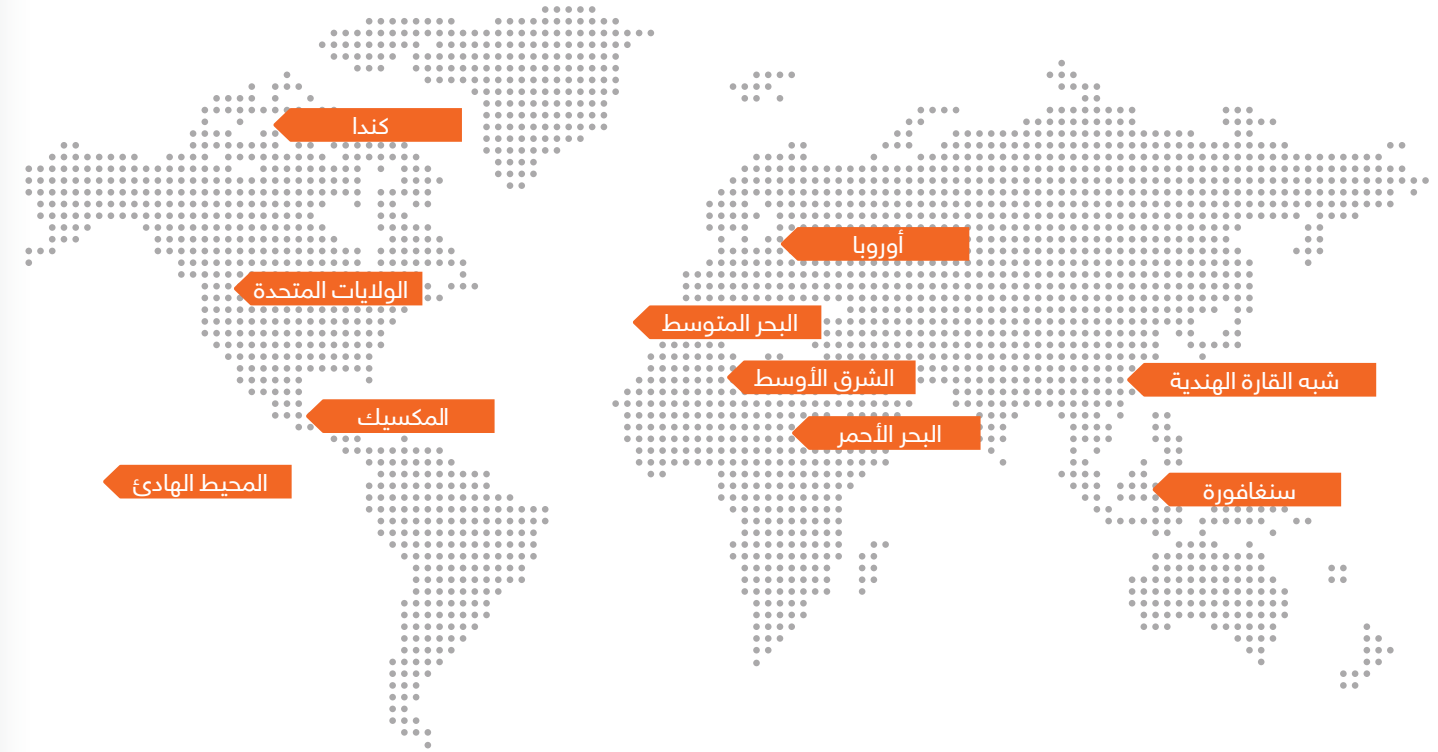 كندا
أوروبا
الولايات المتحدة
البحر المتوسط
الشرق الأوسط
شبه القارة الهندية
المكسيك
البحر الأحمر
المحيط الهادئ
سنغافورة